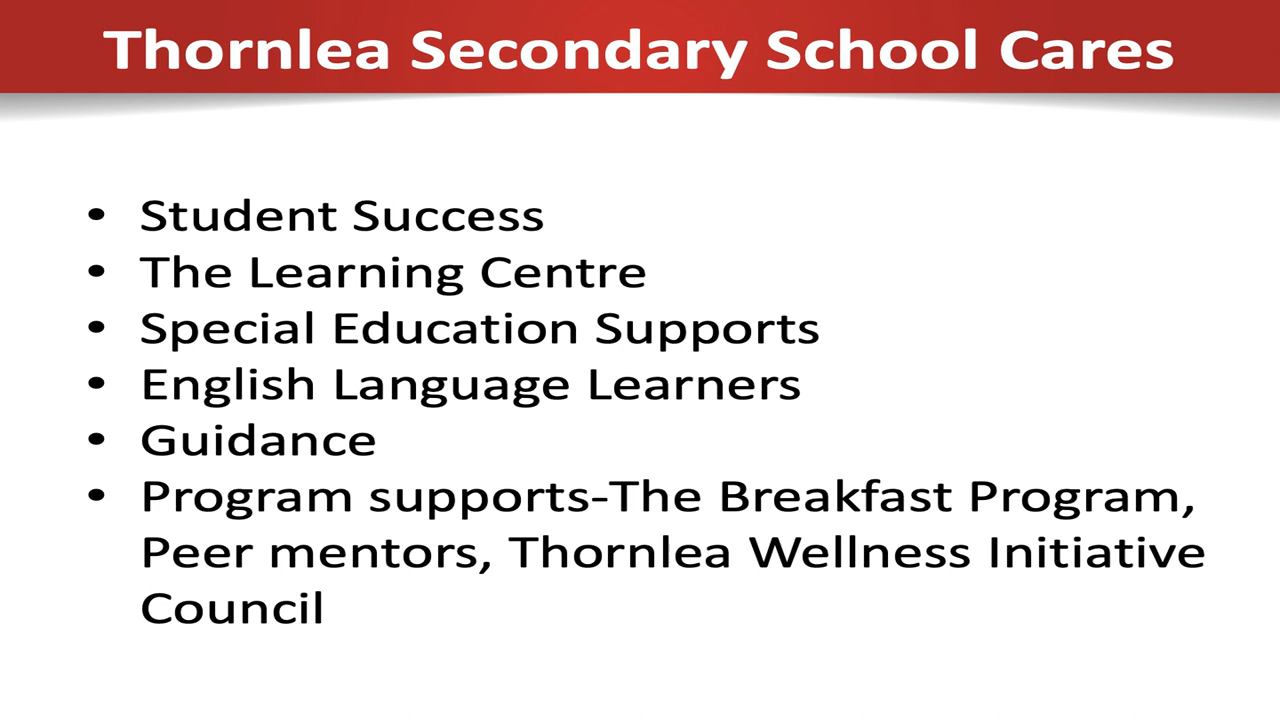 Thornlea Secondary School Cares
• Student Success
• The Learning Centre
• Special Education Supports
• English Language Learners
• Guidance
• Program supports-The Breakfast Program,
Peer mentors, Thornlea Wellness Initiative
Council